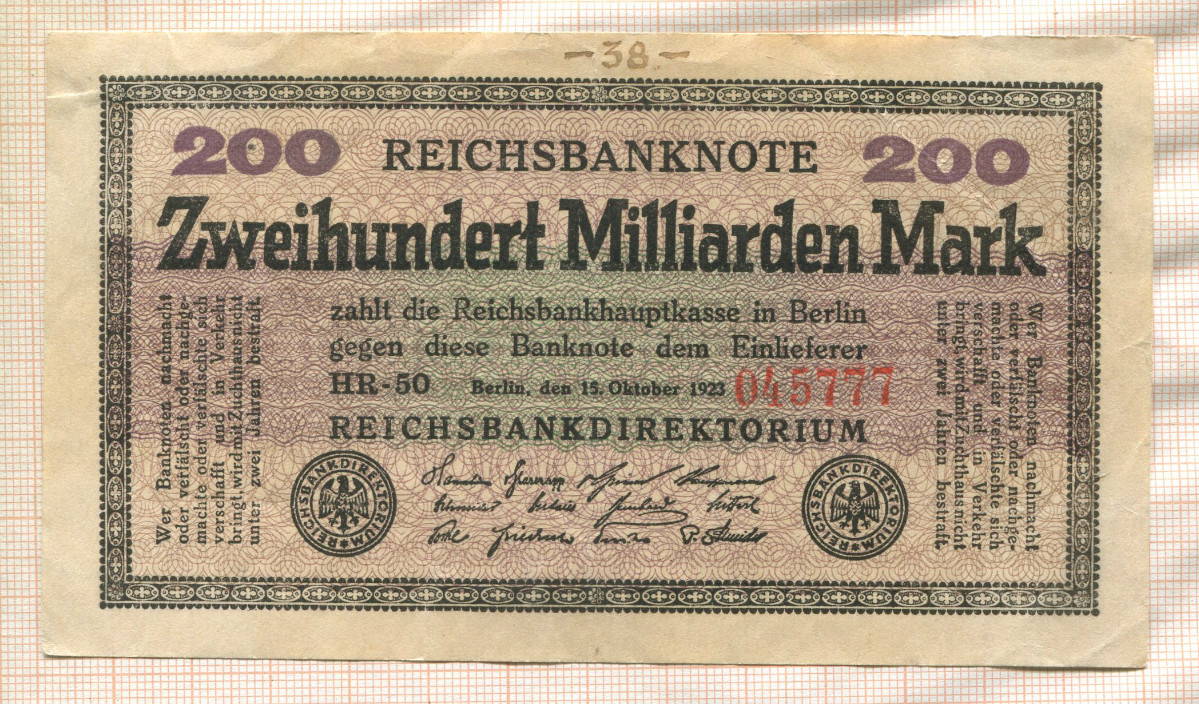 -38-
200 REICHSBANKNOTE 200
Zweihundert Milliarden Mark
zahlt die Reichsbankhauptkasse in Berlin
gegen diese Banknote dem Einlieferer
HR-50 Berlin, den 15. Oktober 1923 045777
REICHSBANKDIREKTORIUM
Wer Banknoten nachmacht
oder verfälscht oder nachge-
machte oder verfälschte sich
verschafft und in Verkehr
bringt, wird mit Zuchthaus nicht
unter zwei Jahren bestraft.
Wer Banknoten nachmacht
oder verfälscht oder nachge-
machte oder verfälschte sich
verschafft und in Verkehr
bringt, wird mit Zuchthaus nicht
unter zwei Jahren bestraft.
REICHSBANKDIREKTORIUM
REICHSBANKDIREKTORIUM